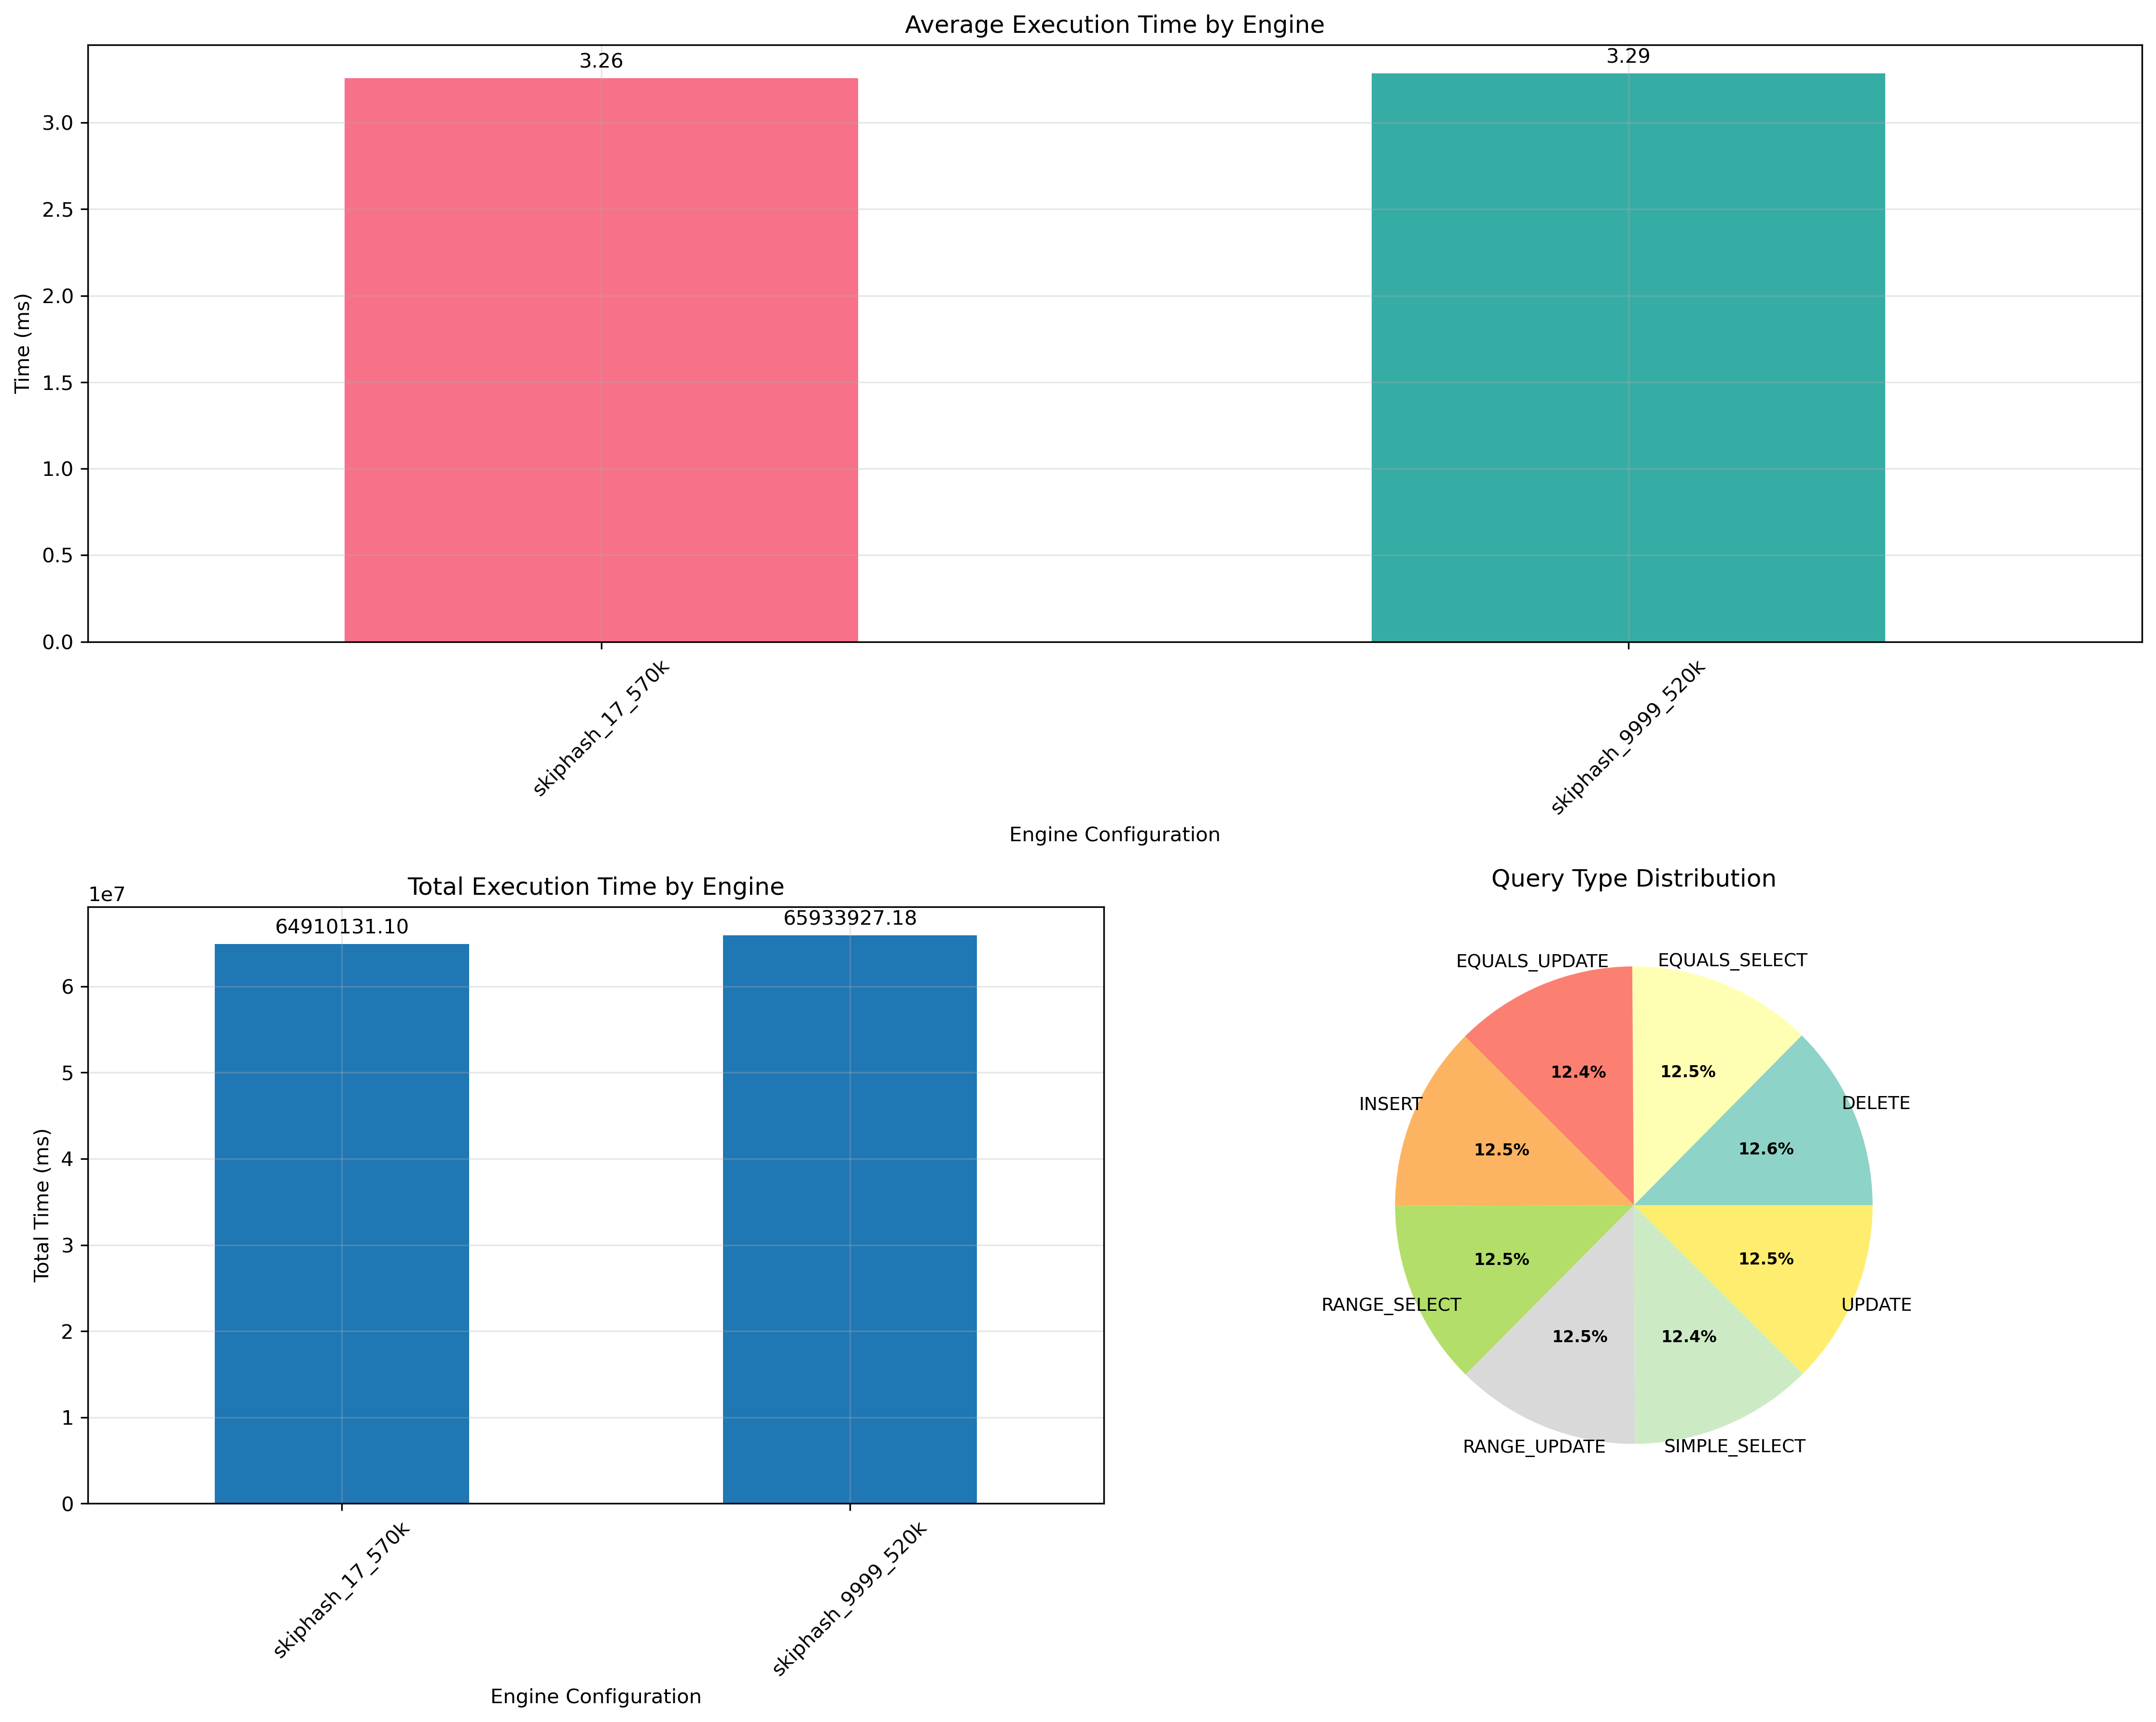 Average Execution Time by Engine
3.26
3.29
3.0
2.5
2.0
1.5
1.0
0.5
0.0
Time (ms)
skiphash_17_570k
skiphash_9999_520k
Engine Configuration
Total Execution Time by Engine
1e7
64910131.10
65933927.18
6
5
4
3
2
1
0
Total Time (ms)
skiphash_17_570k
skiphash_9999_520k
Engine Configuration
Query Type Distribution
EQUALS_UPDATE
EQUALS_SELECT
12.4%
12.5%
INSERT
DELETE
12.5%
12.6%
12.5%
12.5%
RANGE_SELECT
UPDATE
12.5%
12.4%
RANGE_UPDATE
SIMPLE_SELECT